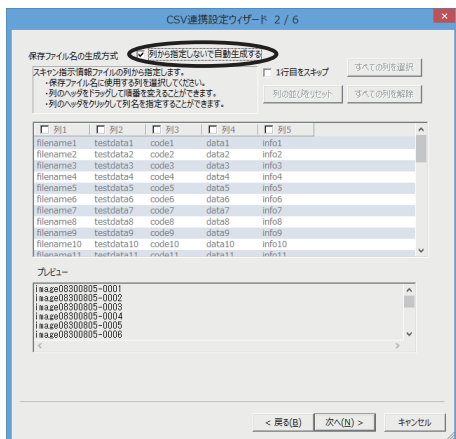 CSV連携設定ウィザード 2 / 6
保存ファイル名の生成方式 列から指定しないで自動生成する
スキャン指示情報ファイルの列から指定します。
・保存ファイル名に使用する列を選択してください。
・列のヘッダをドラッグして順番を変えることができます。
・列のヘッダをクリックして列名を指定することができます。
1行目をスキップ
すべての列を選択
列の並びをリセット
すべての列を解除
列1 列2 列3 列4 列5
filename1 testdata1 code1 data1 info1
filename2 testdata2 code2 data2 info2
filename3 testdata3 code3 data3 info3
filename4 testdata4 code4 data4 info4
filename5 testdata5 code5 data5 info5
filename6 testdata6 code6 data6 info6
filename7 testdata7 code7 data7 info7
filename8 testdata8 code8 data8 info8
filename9 testdata9 code9 data9 info9
filename10 testdata10 code10 data10 info10
filename11 testdata11 code11 data11 info11
プレビュー
image08300805-0001
image08300805-0002
image08300805-0003
image08300805-0004
image08300805-0005
image08300805-0006
< 戻る(B) 次へ(N) > キャンセル